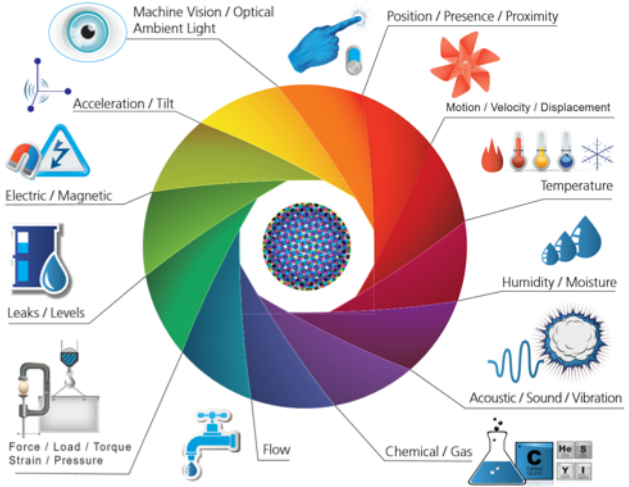 Machine Vision / Optical
Ambient Light
Position / Presence / Proximity
Acceleration / Tilt
Motion / Velocity / Displacement
Electric / Magnetic
Temperature
Humidity / Moisture
Leaks / Levels
Acoustic / Sound / Vibration
Force / Load / Torque
Strain / Pressure
Flow
Chemical / Gas
C
Carbon
He S
Y I